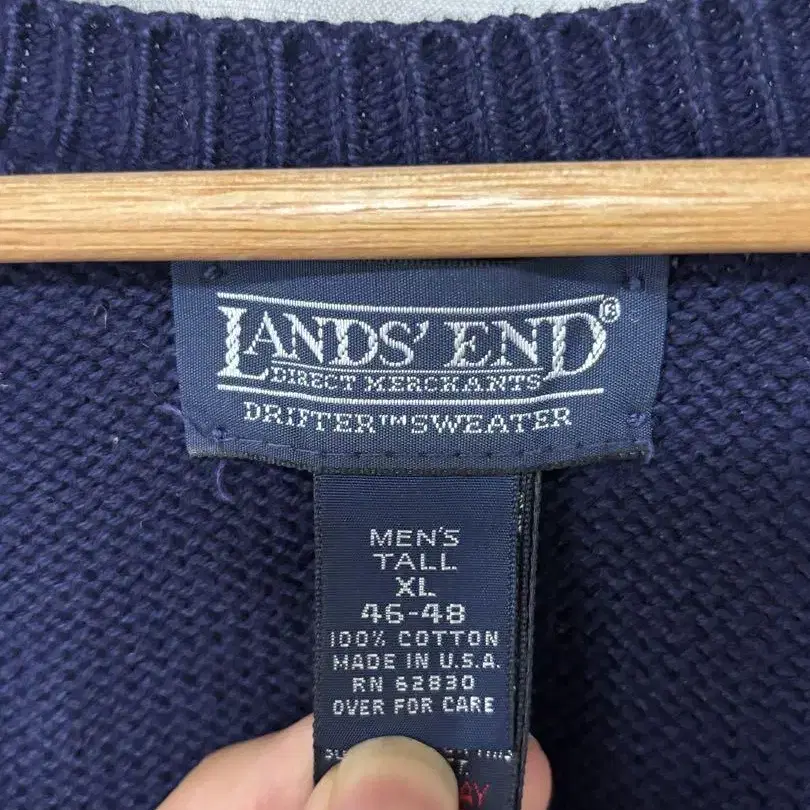 LANDS' END®
DIRECT MERCHANTS
DRIFTER™ SWEATER
MEN'S
TALL
XL
46-48
100% COTTON
MADE IN U.S.A.
RN 62830
OVER FOR CARE